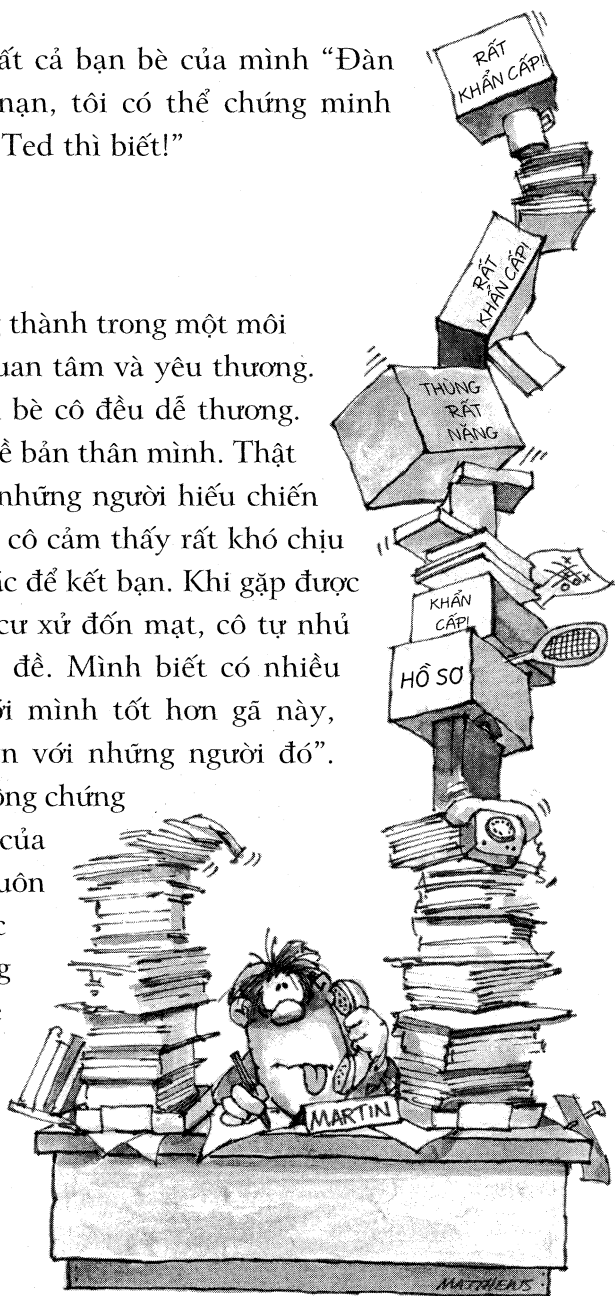 ất cả bạn bè của mình “Đàn
nạn, tôi có thể chứng minh
Ted thì biết!”
RẤT
KHẨN CẤP!
RẤT
KHẨN CẤP!
g thành trong một môi
uan tâm và yêu thương.
bè cô đều dễ thương.
ề bản thân mình. Thật
những người hiếu chiến
cô cảm thấy rất khó chịu
ắc để kết bạn. Khi gặp được
cư xử đốn mạt, cô tự nhủ
đề. Mình biết có nhiều
ới mình tốt hơn gã này,
n với những người đó”.
ông chứng
của
uôn
c
g
THÙNG
RẤT
NẶNG
KHẨN
CẤP!
HỒ SƠ
MARTIN
MATTHEWS